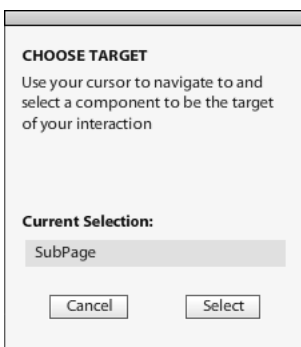 CHOOSE TARGET
Use your cursor to navigate to and
select a component to be the target
of your interaction
Current Selection:
SubPage
Cancel Select